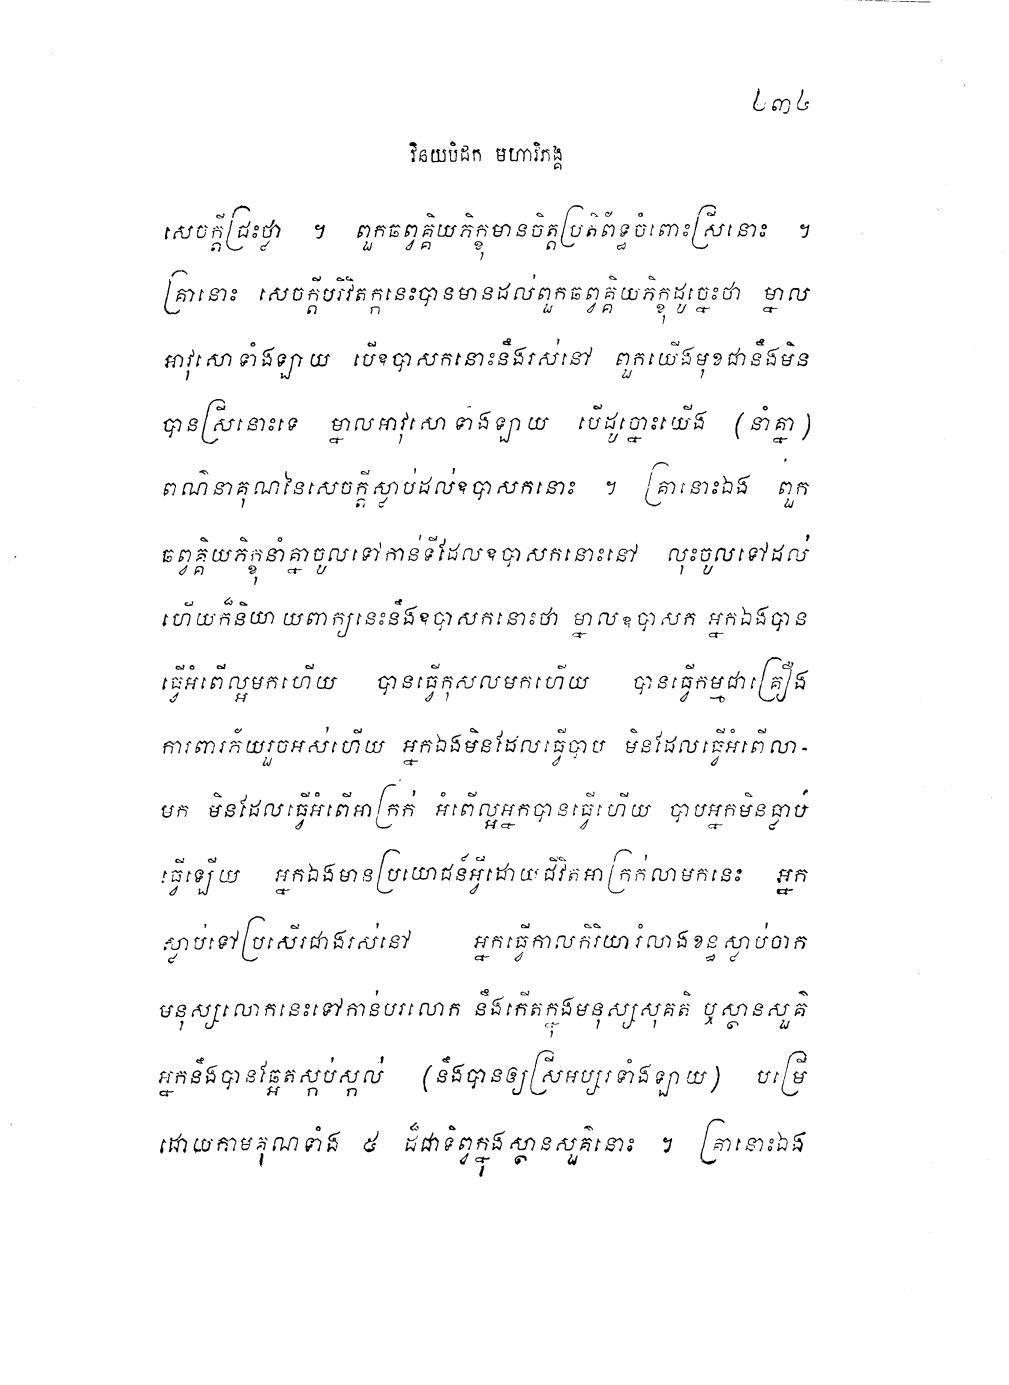 ៤៣៤
វិនយបិដក មហាវិភង្គ
សេចក្តីជ្រះថ្លា ។ ពួកឆព្វគ្គិយភិក្ខុមានចិត្តប្រតិព័ទ្ធចំពោះស្រីនោះ ។
គ្រានោះ សេចក្តីបរិវិតក្កនេះបានមានដល់ពួកឆព្វគ្គិយភិក្ខុដូច្នេះថា ម្នាល
អាវុសោទាំងឡាយ បើឧបាសកនោះនឹងរស់នៅ ពួកយើងមុខជានឹងមិន
បានស្រីនោះទេ ម្នាលអាវុសោទាំងឡាយ បើដូច្នោះយើង (នាំគ្នា)
ពណ៌នាគុណនៃសេចក្តីស្លាប់ដល់ឧបាសកនោះ ។ គ្រានោះឯង ពួក
ឆព្វគ្គិយភិក្ខុនាំគ្នាចូលទៅកាន់ទីដែលឧបាសកនោះនៅ លុះចូលទៅដល់
ហើយក៏និយាយពាក្យនេះនឹងឧបាសកនោះថា ម្នាលឧបាសក អ្នកឯងបាន
ធ្វើអំពើល្អមកហើយ បានធ្វើកុសលមកហើយ បានធ្វើកម្មជាគ្រឿង
ការពារភ័យរួចអស់ហើយ អ្នកឯងមិនដែលធ្វើបាប មិនដែលធ្វើអំពើលា-
មក មិនដែលធ្វើអំពើអាក្រក់ អំពើល្អអ្នកបានធ្វើហើយ បាបអ្នកមិនធ្លាប់
ធ្វើឡើយ អ្នកឯងមានប្រយោជន៍អ្វីដោយជីវិតអាក្រក់លាមកនេះ អ្នក
ស្លាប់ទៅប្រសើរជាងរស់នៅ អ្នកធ្វើកាលកិរិយារំលាងខន្ធស្លាប់ចាក
មនុស្សលោកនេះទៅកាន់បរលោក នឹងកើតក្នុងមនុស្សសុគតិ ឬស្ថានសួគ៌
អ្នកនឹងបានឆ្អែតស្កប់ស្កល់ (នឹងបានឲ្យស្រីអប្សរទាំងឡាយ) បម្រើ
ដោយកាមគុណទាំង ៥ ដ៏ជាទិព្វក្នុងស្ថានសួគ៌នោះ ។ គ្រានោះឯង